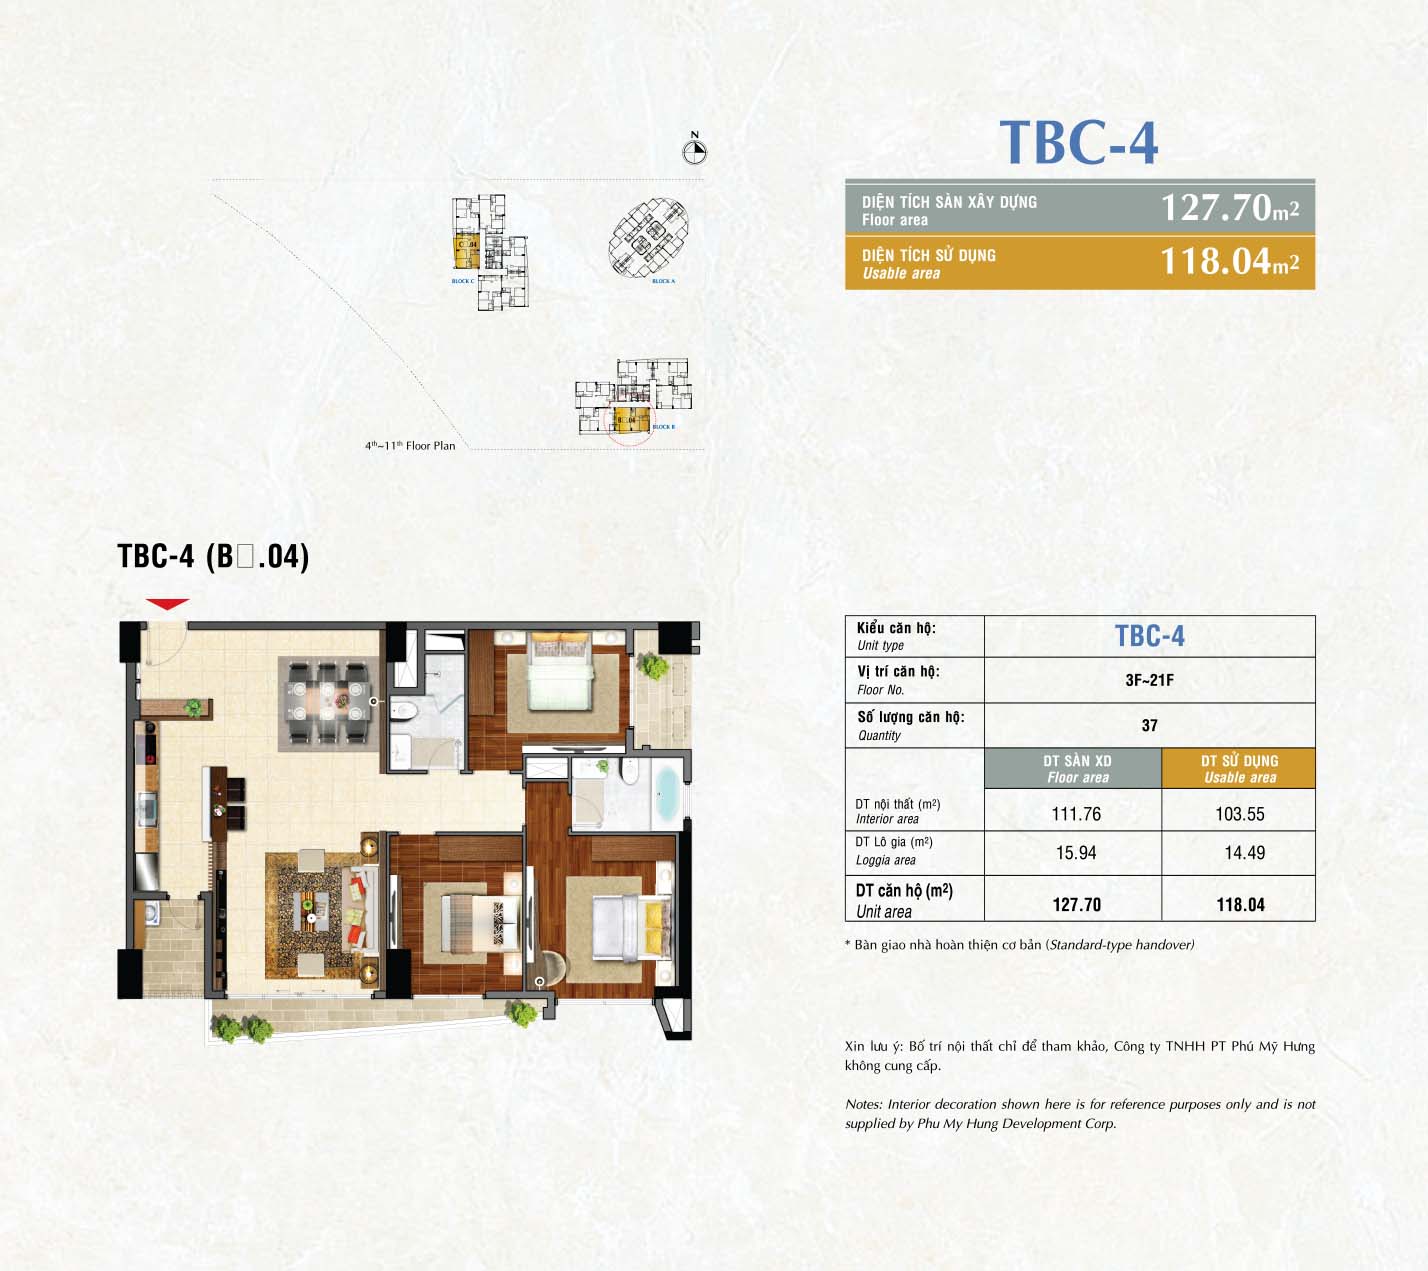 N
TBC-4
DIỆN TÍCH SÀN XÂY DỰNG
Floor area
127.70m²
DIỆN TÍCH SỬ DỤNG
Usable area
118.04m²
C□.04
BLOCK C
BLOCK A
B□.04
BLOCK B
4th~11th Floor Plan
TBC-4 (B□.04)
Kiểu căn hộ:
Unit type
TBC-4
Vị trí căn hộ:
Floor No.
3F~21F
Số lượng căn hộ:
Quantity
37
DT SÀN XD
Floor area
DT SỬ DỤNG
Usable area
DT nội thất (m²)
Interior area
111.76
103.55
DT Lô gia (m²)
Loggia area
15.94
14.49
DT căn hộ (m²)
Unit area
127.70
118.04
* Bàn giao nhà hoàn thiện cơ bản (Standard-type handover)
Xin lưu ý: Bố trí nội thất chỉ để tham khảo, Công ty TNHH PT Phú Mỹ Hưng
không cung cấp.
Notes: Interior decoration shown here is for reference purposes only and is not
supplied by Phu My Hung Development Corp.